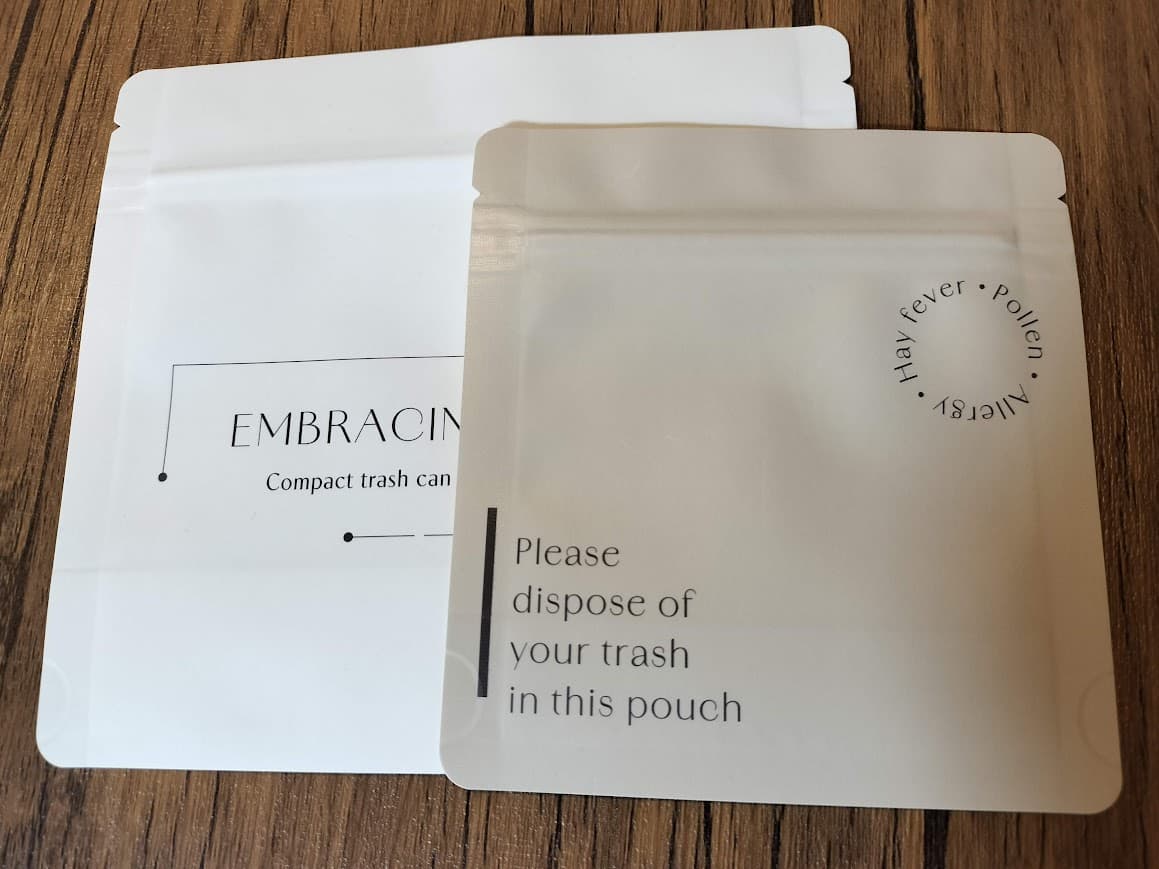 EMBRACIN
Compact trash can
Hay fever • Pollen • Allergy •
Please
dispose of
your trash
in this pouch